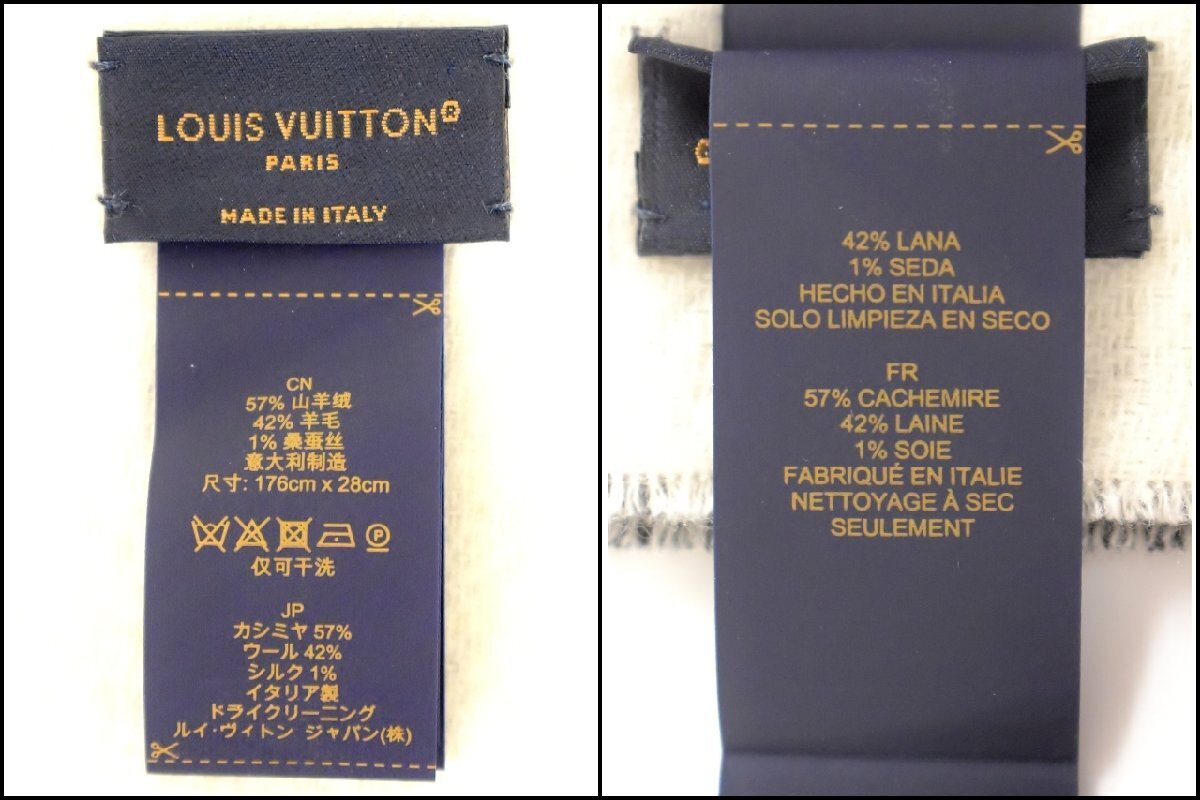 LOUIS VUITTON®
PARIS
MADE IN ITALY
CN
57% 山羊绒
42% 羊毛
1% 桑蚕丝
意大利制造
尺寸: 176cm x 28cm
P
仅可干洗
JP
カシミヤ 57%
ウール 42%
シルク 1%
イタリア製
ドライクリーニング
ルイ·ヴィトン ジャパン(株)
42% LANA
1% SEDA
HECHO EN ITALIA
SOLO LIMPIEZA EN SECO
FR
57% CACHEMIRE
42% LAINE
1% SOIE
FABRIQUÉ EN ITALIE
NETTOYAGE À SEC
SEULEMENT